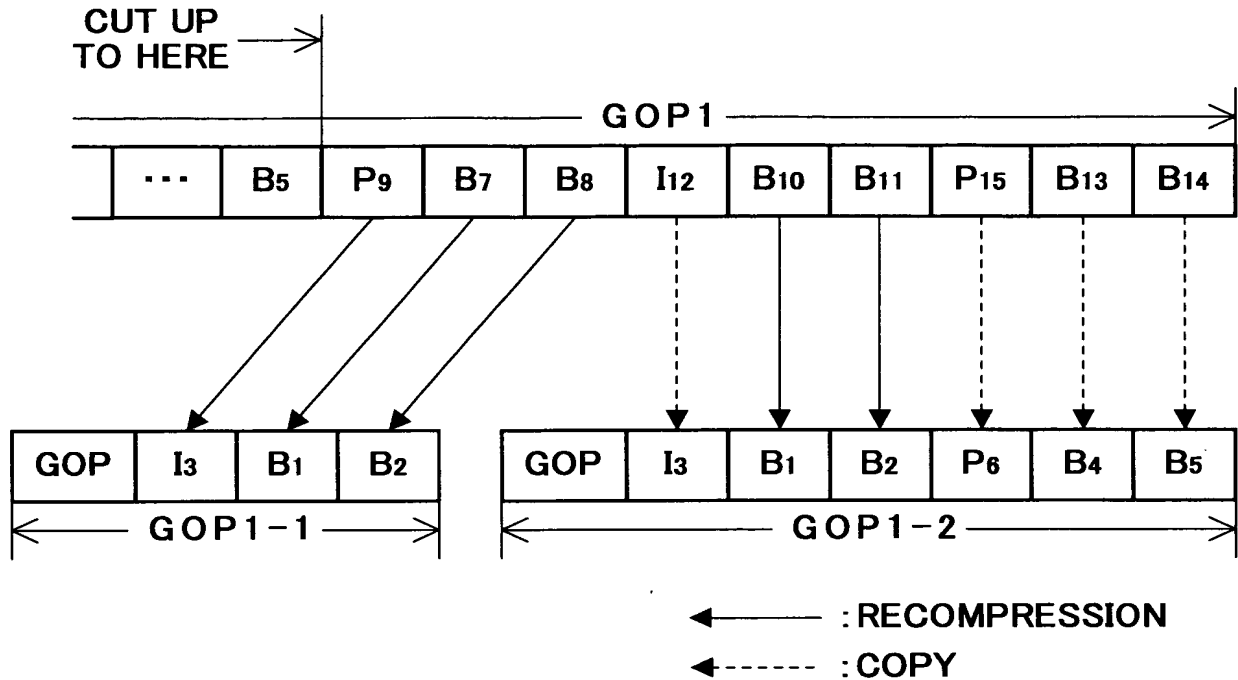 CUT UP
TO HERE
GOP1
... B5 P9 B7 B8 I12 B10 B11 P15 B13 B14
GOP I3 B1 B2 GOP I3 B1 B2 P6 B4 B5
GOP1-1 GOP1-2
:RECOMPRESSION
:COPY